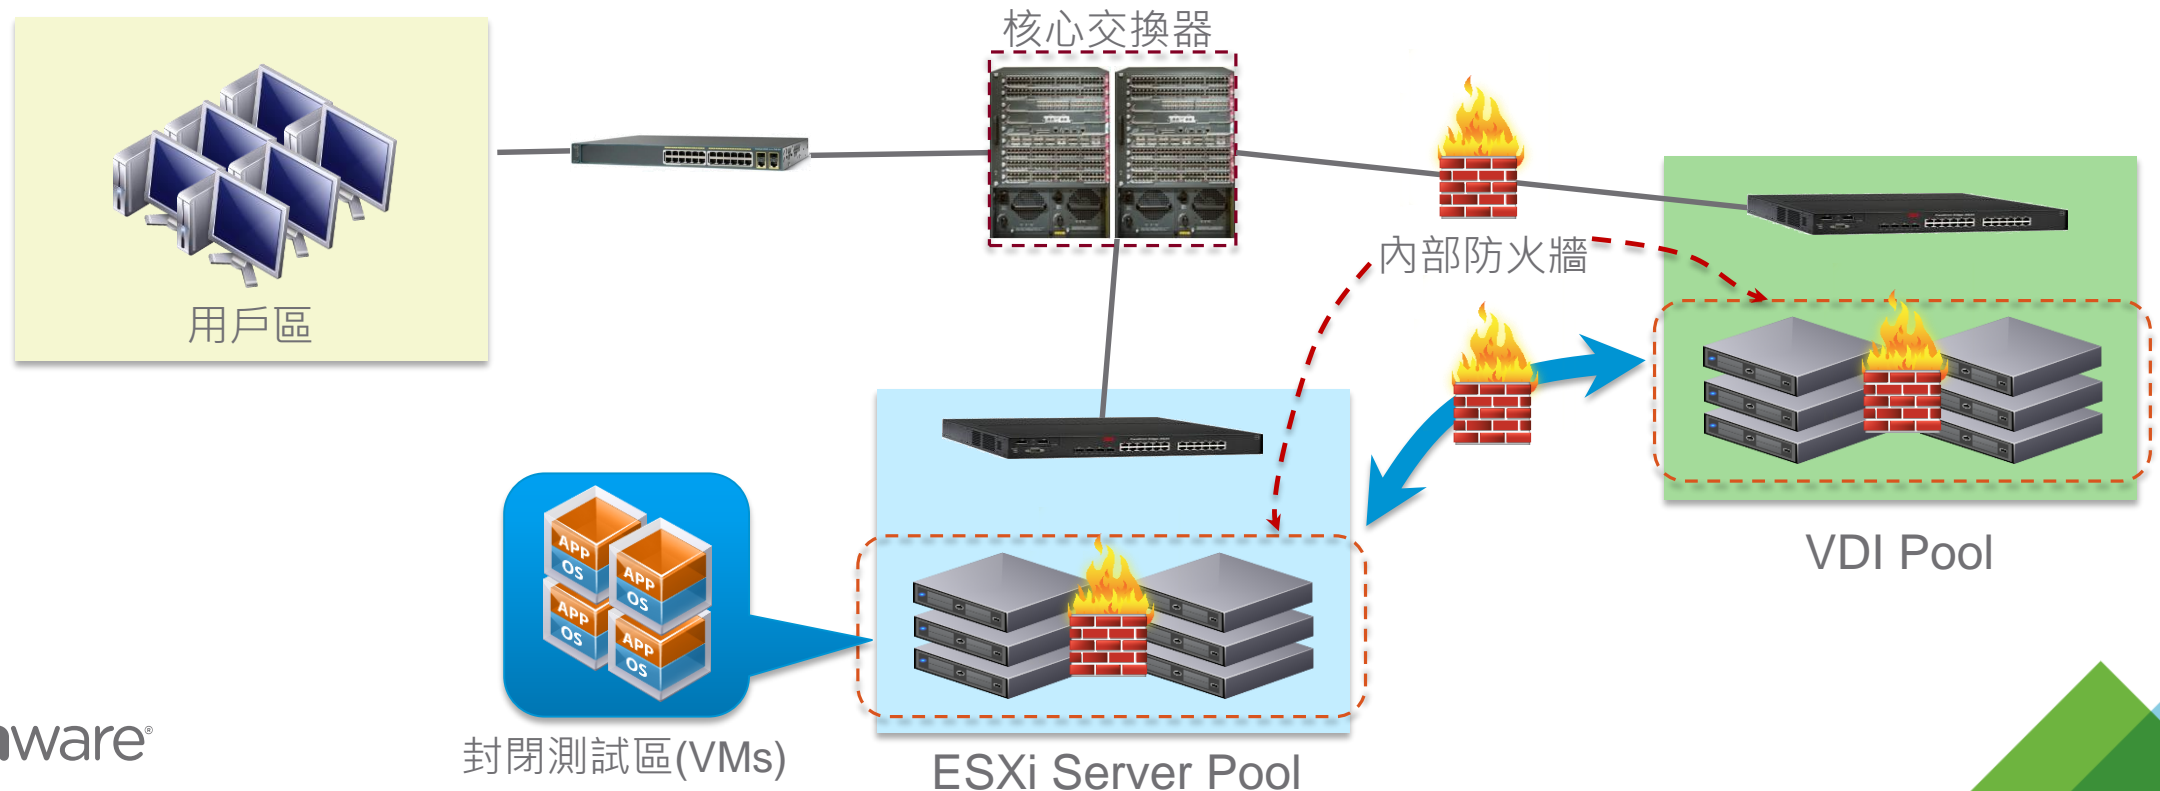 核心交換器
用戶區
內部防火牆
VDI Pool
APP
OS
APP
OS
APP
OS
APP
OS
封閉測試區(VMs)
ESXi Server Pool
ware®